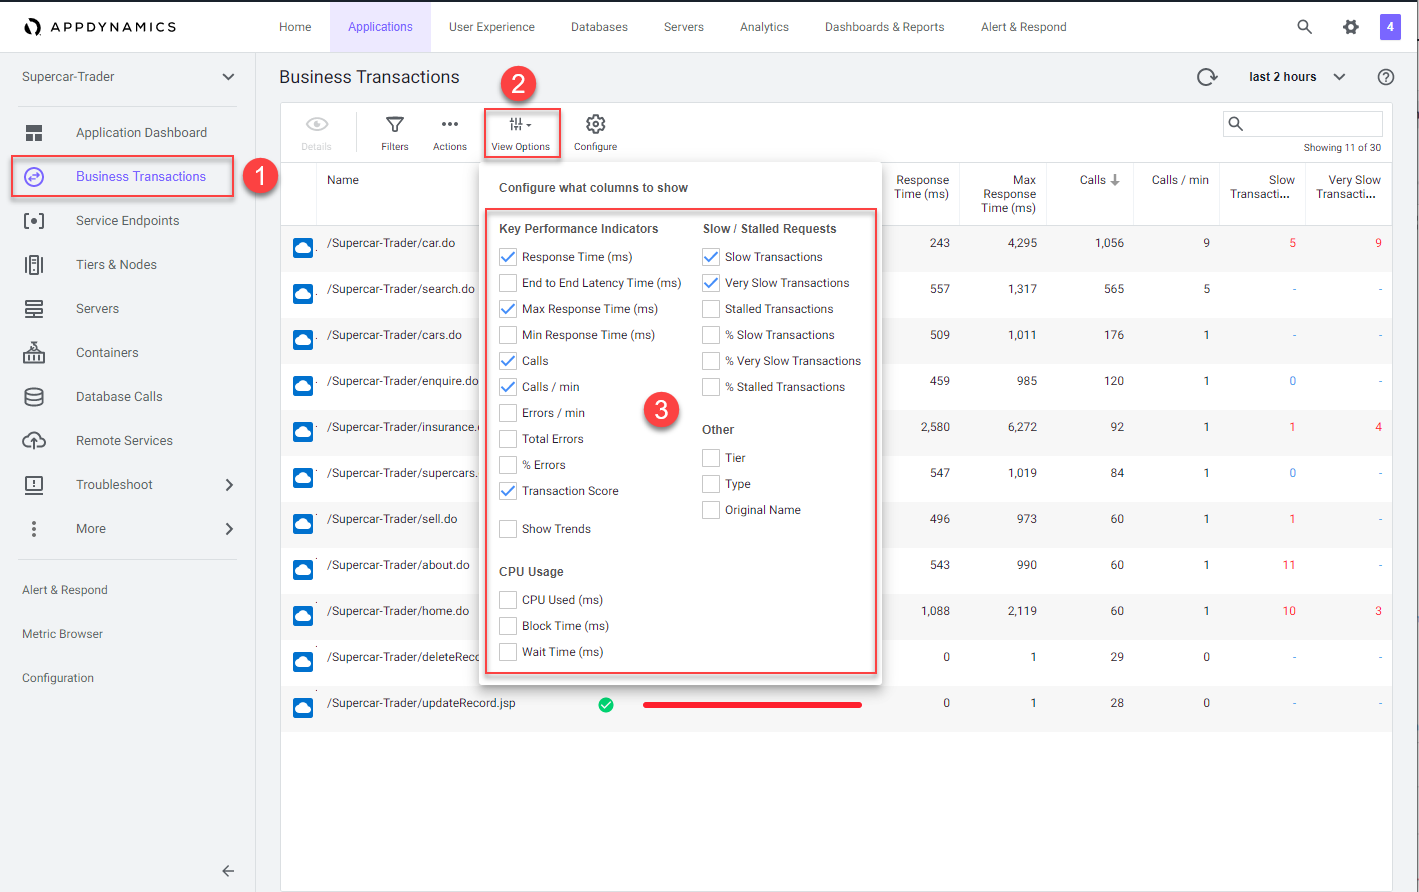 APPDYNAMICS
Home
Applications
User Experience
Databases
Servers
Analytics
Dashboards & Reports
Alert & Respond
4
Supercar-Trader
Application Dashboard
Business Transactions
1
Service Endpoints
Tiers & Nodes
Servers
Containers
Database Calls
Remote Services
Troubleshoot
More
Alert & Respond
Metric Browser
Configuration
Business Transactions
2
last 2 hours
?
Details
Filters
Actions
View Options
Configure
Showing 11 of 30
Configure what columns to show
Key Performance Indicators
Response Time (ms)
End to End Latency Time (ms)
Max Response Time (ms)
Min Response Time (ms)
Calls
Calls / min
Errors / min
Total Errors
% Errors
Transaction Score
Show Trends
CPU Usage
CPU Used (ms)
Block Time (ms)
Wait Time (ms)
Slow / Stalled Requests
Slow Transactions
Very Slow Transactions
Stalled Transactions
% Slow Transactions
% Very Slow Transactions
% Stalled Transactions
3
Other
Tier
Type
Original Name
Name
Response Time (ms)
Max Response Time (ms)
Calls
Calls / min
Slow Transacti...
Very Slow Transacti...
/Supercar-Trader/car.do 243 4,295 1,056 9 5 9
/Supercar-Trader/search.do 557 1,317 565 5 - -
/Supercar-Trader/cars.do 509 1,011 176 1 - -
/Supercar-Trader/enquire.do 459 985 120 1 0 -
/Supercar-Trader/insurance. 2,580 6,272 92 1 1 4
/Supercar-Trader/supercars. 547 1,019 84 1 0 -
/Supercar-Trader/sell.do 496 973 60 1 1 -
/Supercar-Trader/about.do 543 990 60 1 11 -
/Supercar-Trader/home.do 1,088 2,119 60 1 10 3
/Supercar-Trader/deleteRec 0 1 29 0 - -
/Supercar-Trader/updateRecord.jsp 0 1 28 0 - -